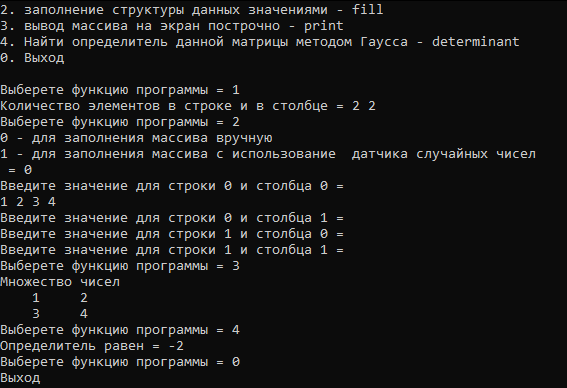 2. заполнение структуры данных значениями - fill
3. вывод массива на экран построчно - print
4. Найти определитель данной матрицы методом Гаусса - determinant
0. Выход
Выберете функцию программы = 1
Количество элементов в строке и в столбце = 2 2
Выберете функцию программы = 2
0 - для заполнения массива вручную
1 - для заполнения массива с использование  датчика случайных чисел
 = 0
Введите значение для строки 0 и столбца 0 =
1 2 3 4
Введите значение для строки 0 и столбца 1 =
Введите значение для строки 1 и столбца 0 =
Введите значение для строки 1 и столбца 1 =
Выберете функцию программы = 3
Множество чисел
    1     2
    3     4
Выберете функцию программы = 4
Определитель равен = -2
Выберете функцию программы = 0
Выход